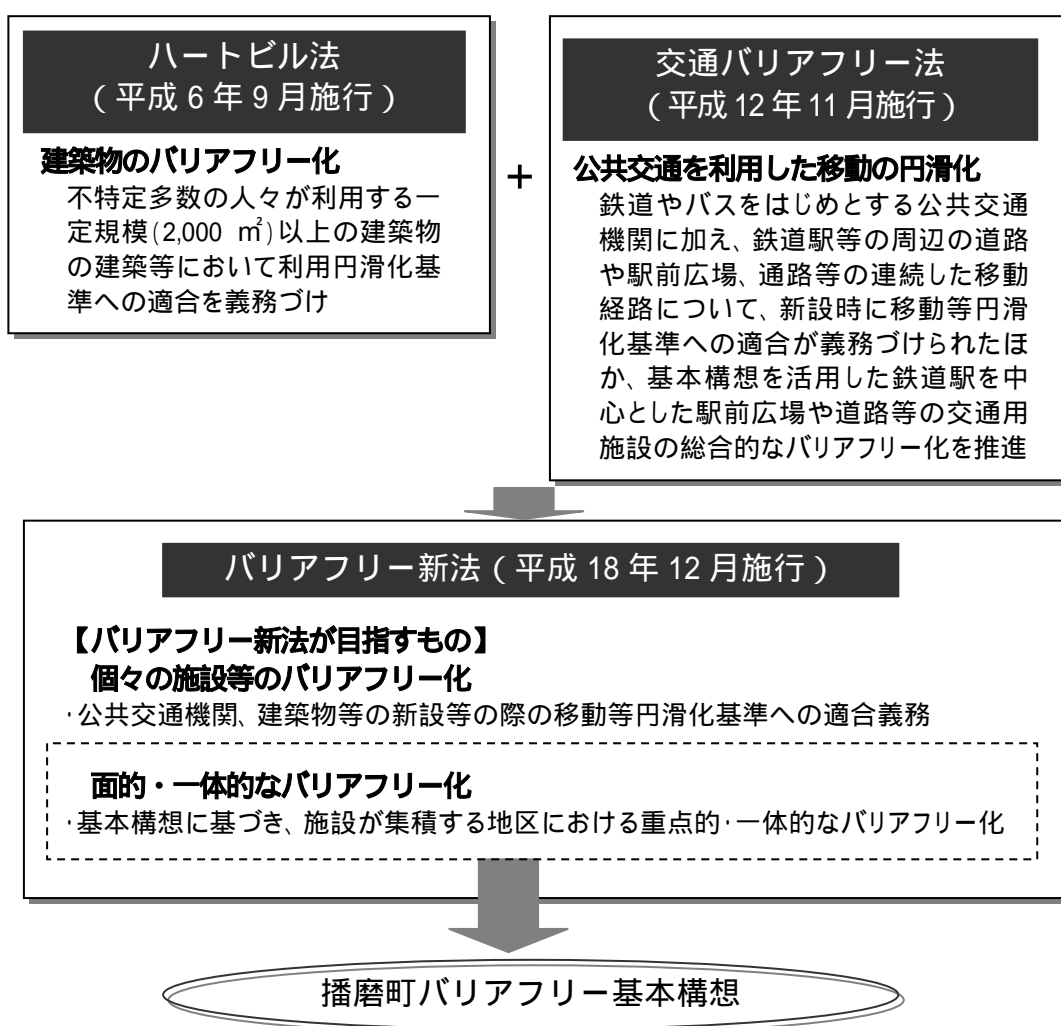 ハートビル法
(平成6年9月施行)
建築物のバリアフリー化
不特定多数の人々が利用する一
定規模(2,000 ㎡)以上の建築物
の建築等において利用円滑化基
準への適合を義務づけ
+
交通バリアフリー法
(平成12年11月施行)
公共交通を利用した移動の円滑化
鉄道やバスをはじめとする公共交通
機関に加え、鉄道駅等の周辺の道路
や駅前広場、通路等の連続した移動
経路について、新設時に移動等円滑
化基準への適合が義務づけられたほ
か、基本構想を活用した鉄道駅を中
心とした駅前広場や道路等の交通用
施設の総合的なバリアフリー化を推進
バリアフリー新法(平成18年12月施行)
【バリアフリー新法が目指すもの】
個々の施設等のバリアフリー化
・公共交通機関、建築物等の新設等の際の移動等円滑化基準への適合義務
面的・一体的なバリアフリー化
・基本構想に基づき、施設が集積する地区における重点的・一体的なバリアフリー化
播磨町バリアフリー基本構想